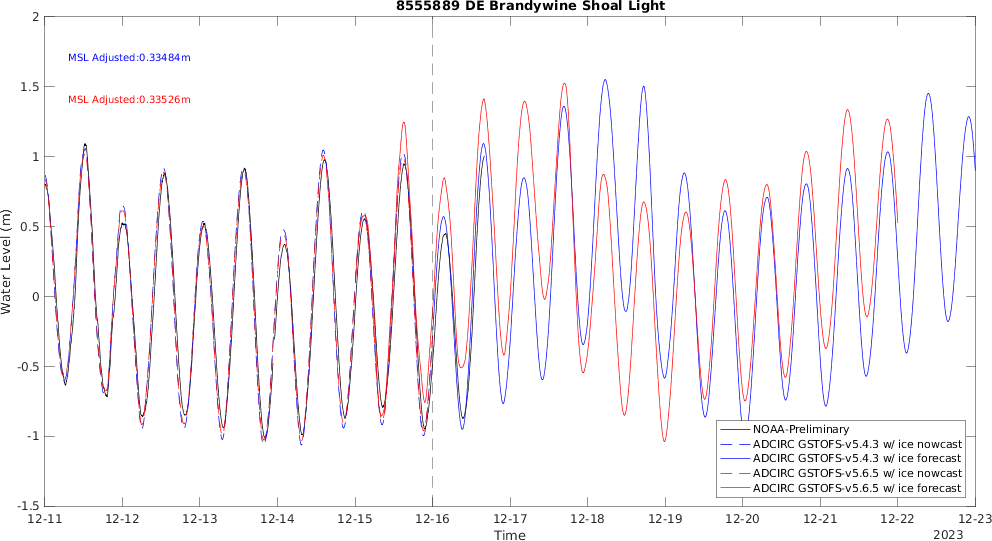 8555889 DE Brandywine Shoal Light
MSL Adjusted:0.33484m
MSL Adjusted:0.33526m
Water Level (m)
2
1.5
1
0.5
0
-0.5
-1
-1.5
NOAA-Preliminary
ADCIRC GSTOFS-v5.4.3 w/ ice nowcast
ADCIRC GSTOFS-v5.4.3 w/ ice forecast
ADCIRC GSTOFS-v5.6.5 w/ ice nowcast
ADCIRC GSTOFS-v5.6.5 w/ ice forecast
12-11 12-12 12-13 12-14 12-15 12-16 12-17 12-18 12-19 12-20 12-21 12-22 12-23
Time
2023